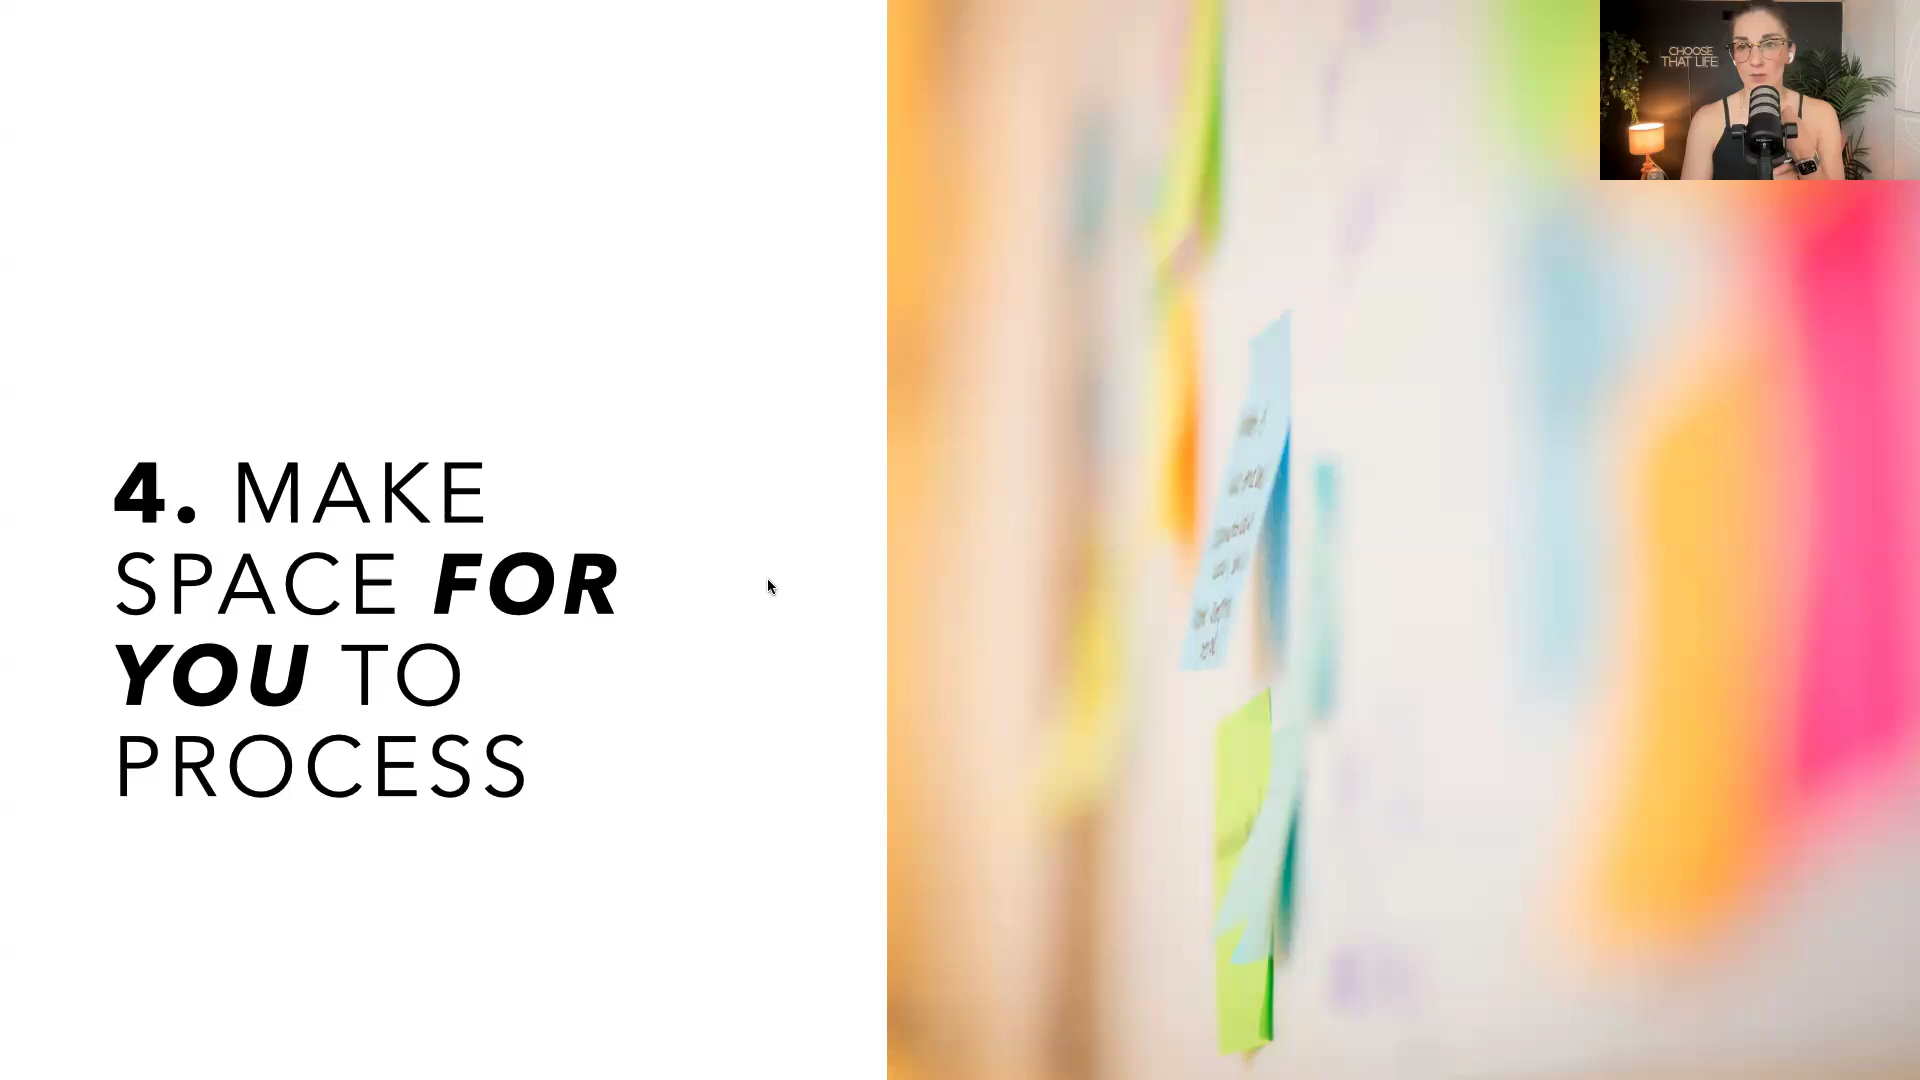 4. MAKE
SPACE FOR
YOU TO
PROCESS
CHOOSE
THAT LIFE